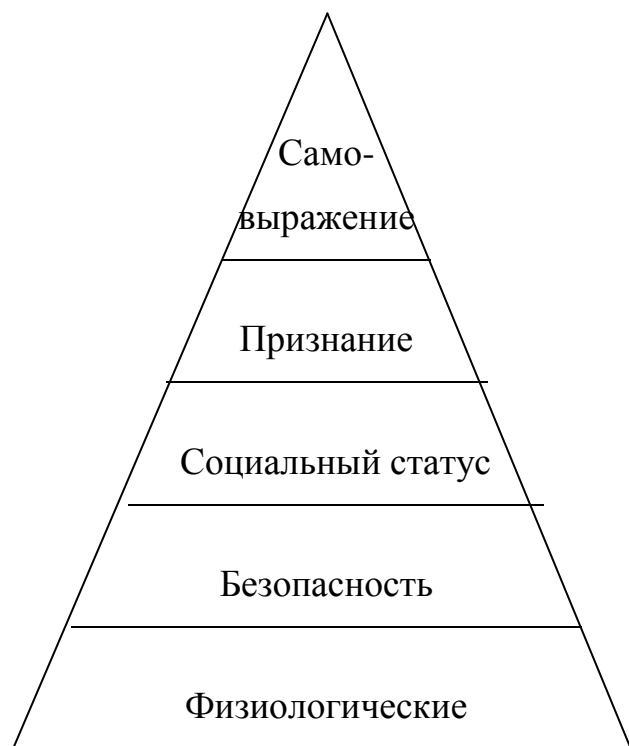 Само-
выражение
Признание
Социальный статус
Безопасность
Физиологические